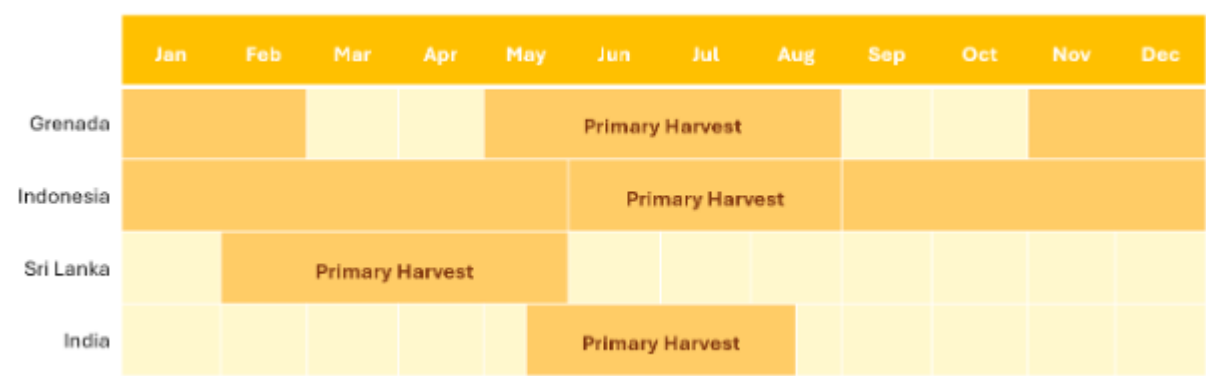 Jan Feb Mar Apr May Jun Jul Aug Sep Oct Nov Dec
Grenada Primary Harvest
Indonesia Primary Harvest
Sri Lanka Primary Harvest
India Primary Harvest